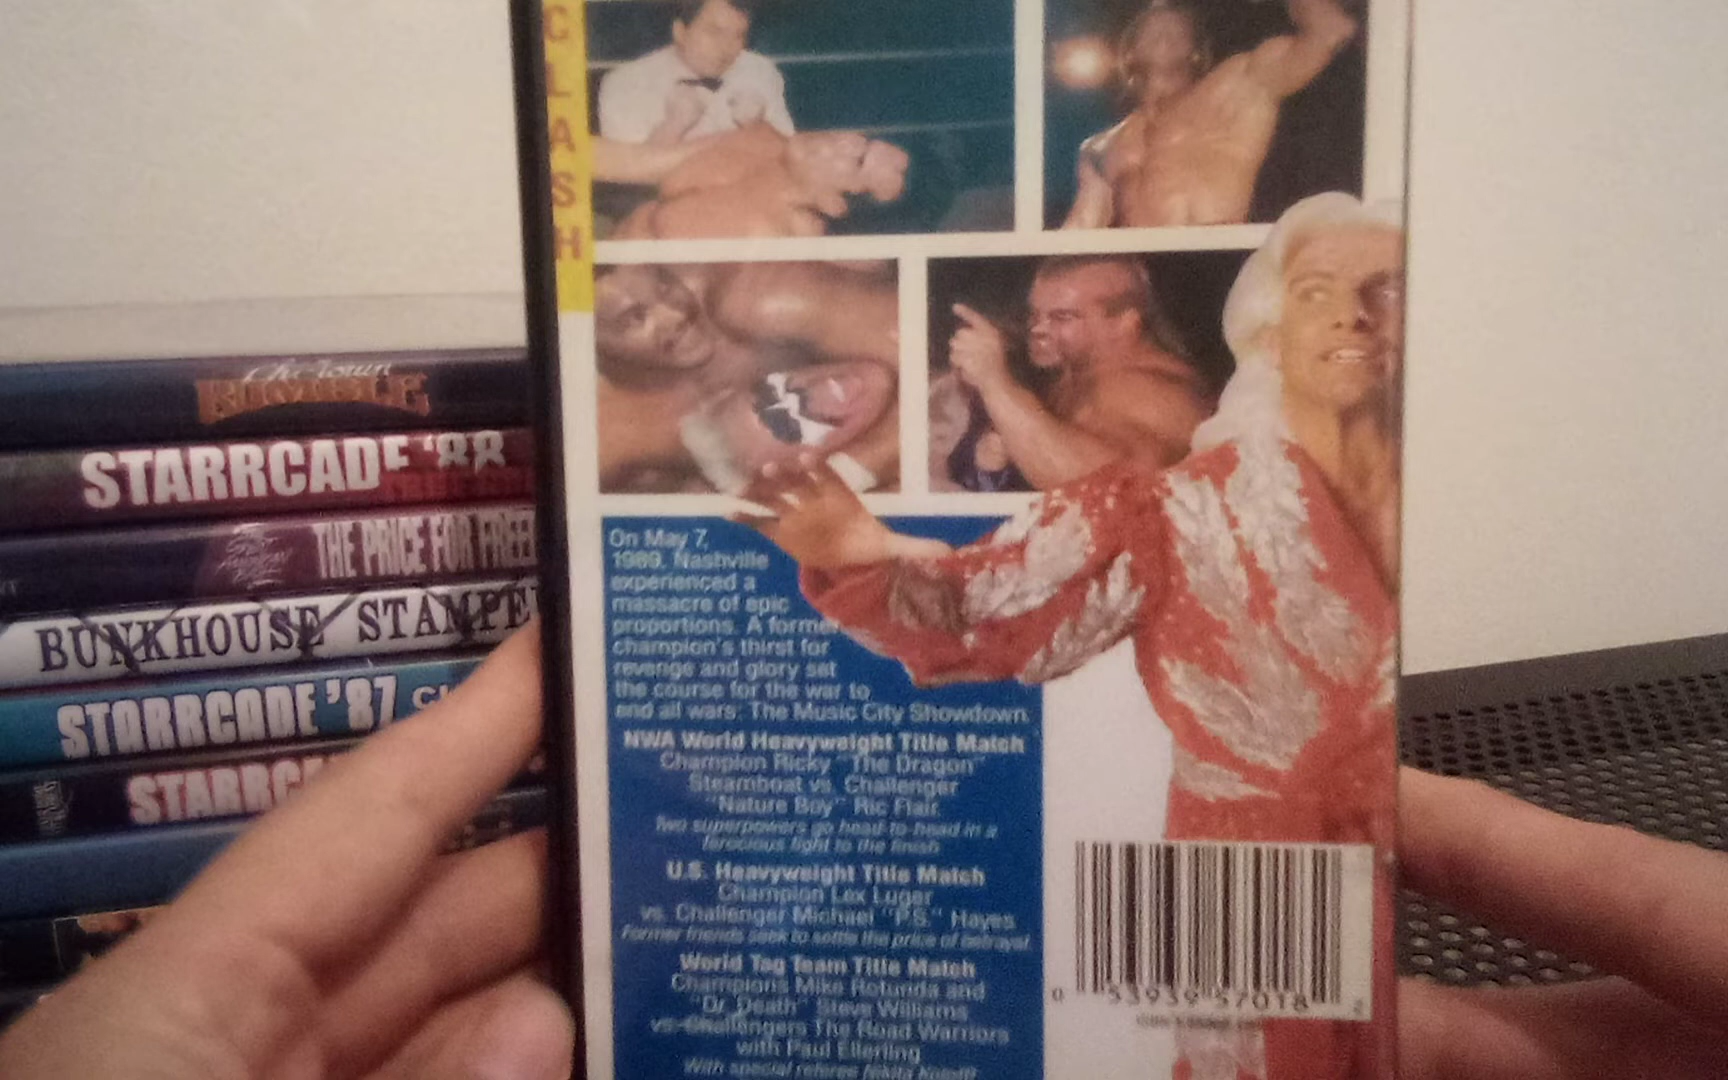 CLASH
Chi-Town
RUMBLE
STARRCADE '88
THE PRICE FOR FREE
BUNKHOUSE STAMPE
STARRCADE '87
STARRCA
On May 7,
1989, Nashville
experienced a
massacre of epic
proportions. A former
champion's thirst for
revenge and glory set
the course for the war to
end all wars: The Music City Showdown.
NWA World Heavyweight Title Match
Champion Ricky "The Dragon"
Steamboat vs. Challenger
"Nature Boy" Ric Flair.
Two superpowers go head-to-head in a
ferocious fight to the finish
U.S. Heavyweight Title Match
Champion Lex Luger
vs. Challenger Michael "P.S." Hayes
Former friends seek to settle the price of betrayal
World Tag Team Title Match
Champions Mike Rotunda and
"Dr. Death" Steve Williams
vs. Challengers The Road Warriors
with Paul Ellerling
With special referee Nikita Koloff
0 53939 57018 2